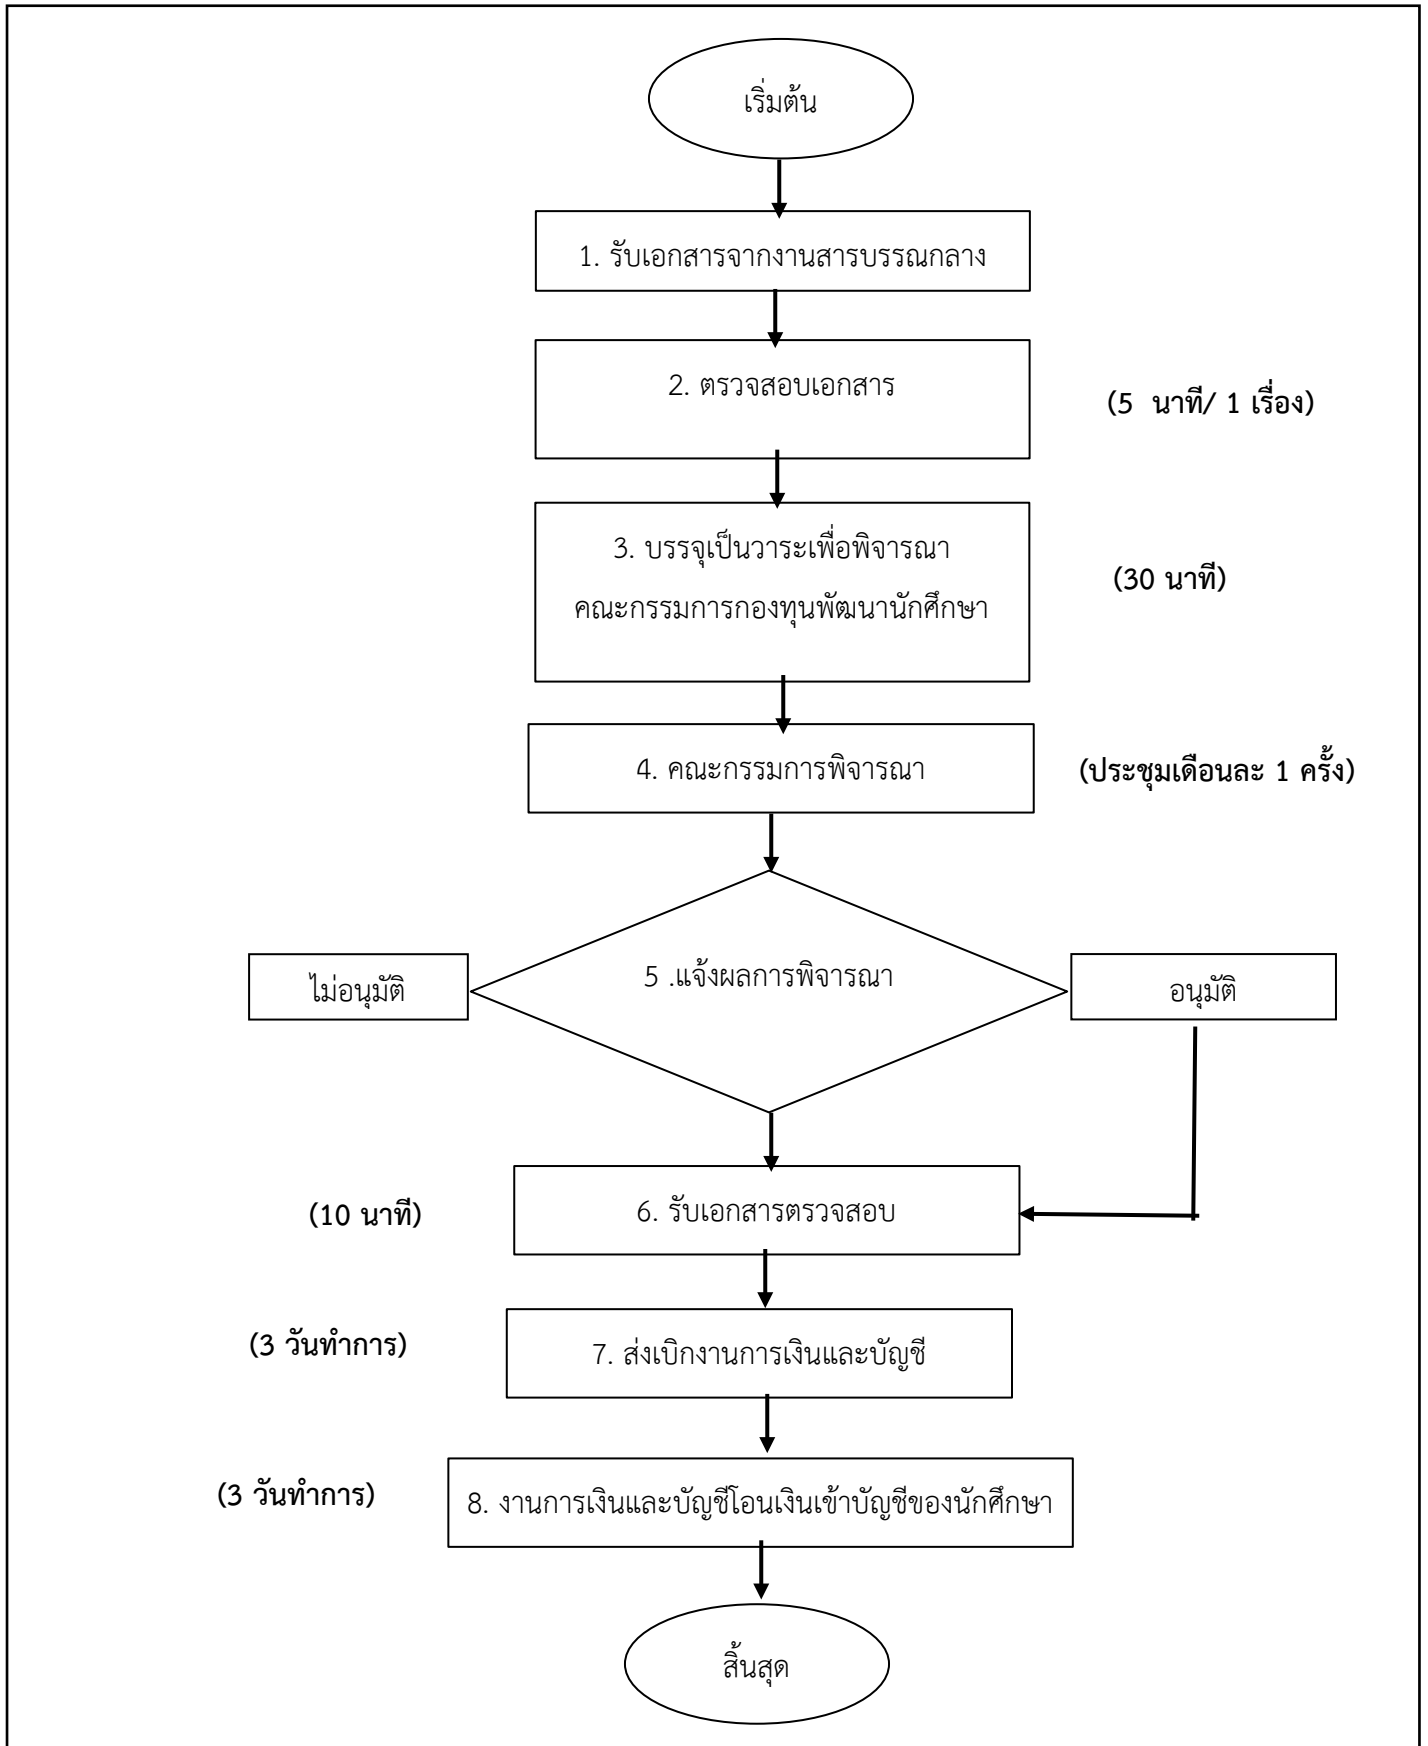 เริ่มต้น
1. รับเอกสารจากงานสารบรรณกลาง
2. ตรวจสอบเอกสาร
(5 นาที/ 1 เรื่อง)
3. บรรจุเป็นวาระเพื่อพิจารณา
คณะกรรมการกองทุนพัฒนานักศึกษา
(30 นาที)
4. คณะกรรมการพิจารณา
(ประชุมเดือนละ 1 ครั้ง)
5 .แจ้งผลการพิจารณา
ไม่อนุมัติ
อนุมัติ
(10 นาที)
6. รับเอกสารตรวจสอบ
(3 วันทำการ)
7. ส่งเบิกงานการเงินและบัญชี
(3 วันทำการ)
8. งานการเงินและบัญชีโอนเงินเข้าบัญชีของนักศึกษา
สิ้นสุด